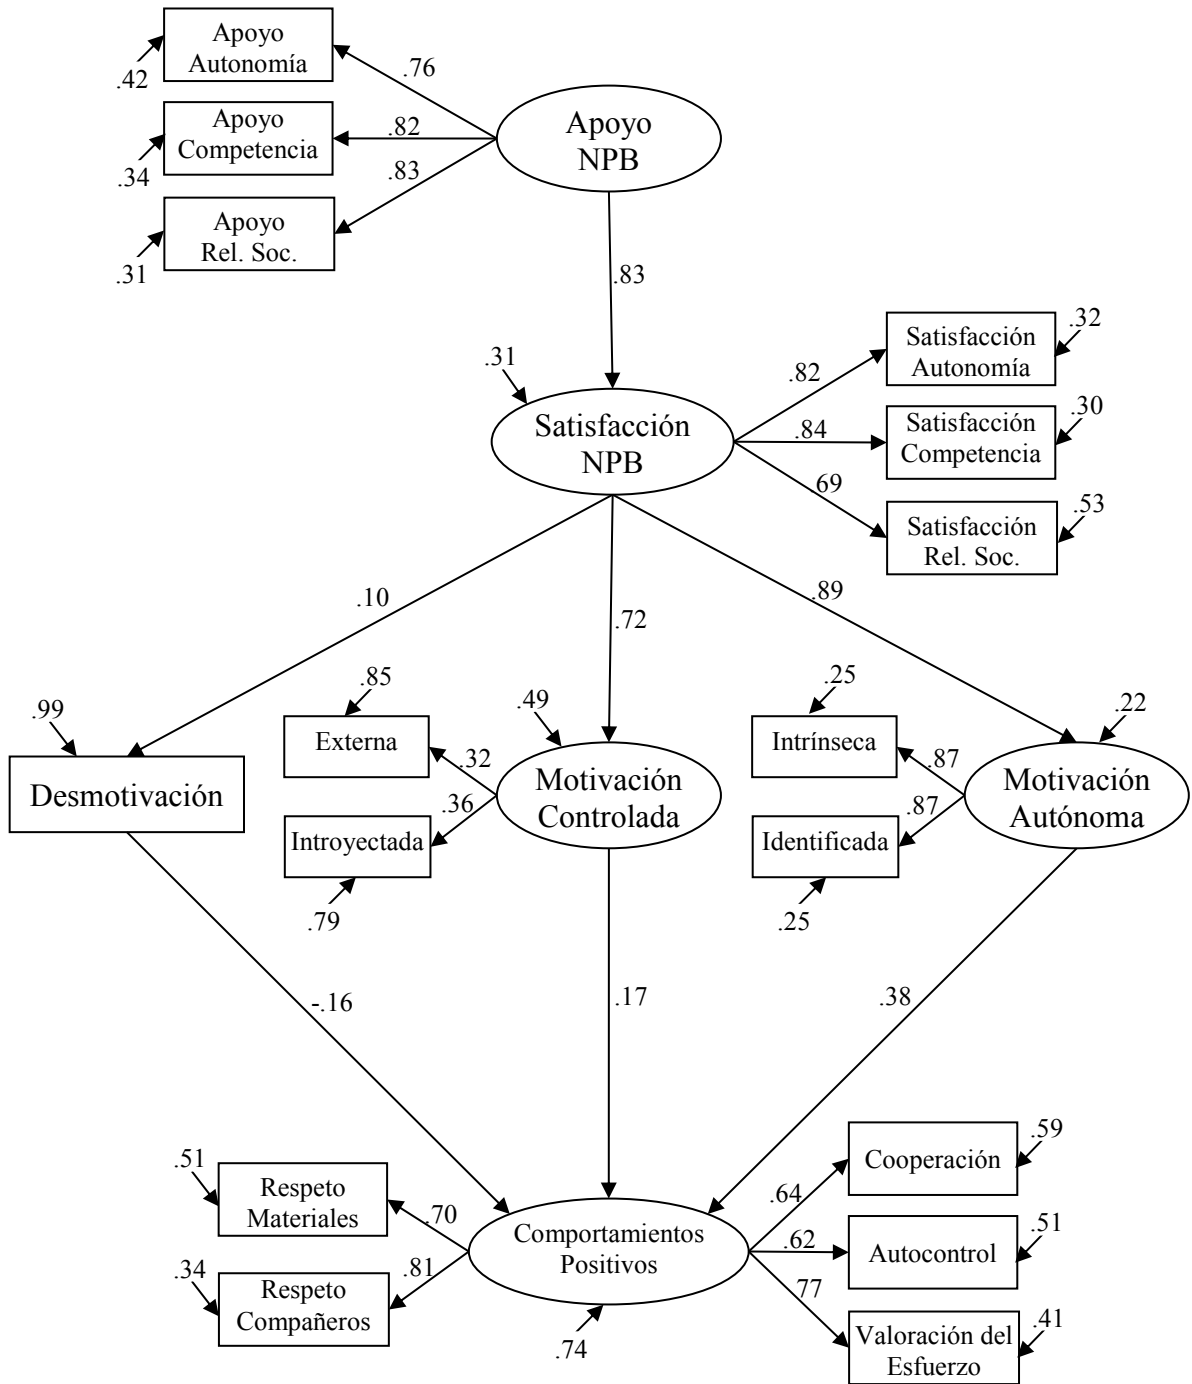 Apoyo
Autonomía
.42
.76
Apoyo
Competencia
.34
.82
Apoyo
NPB
.83
Apoyo
Rel. Soc.
.31
.83
.31
Satisfacción
NPB
.82
Satisfacción
Autonomía
.32
.84
Satisfacción
Competencia
.30
.69
Satisfacción
Rel. Soc.
.53
.10
.72
.89
.99
Desmotivación
.85
Externa
.32
.49
Motivación
Controlada
.36
Introyectada
.79
.25
Intrínseca
.87
.22
Motivación
Autónoma
.87
Identificada
.25
-.16
.17
.38
.51
Respeto
Materiales
.70
.34
Respeto
Compañeros
.81
Comportamientos
Positivos
.74
.64
Cooperación
.59
.62
Autocontrol
.51
.77
Valoración del
Esfuerzo
.41